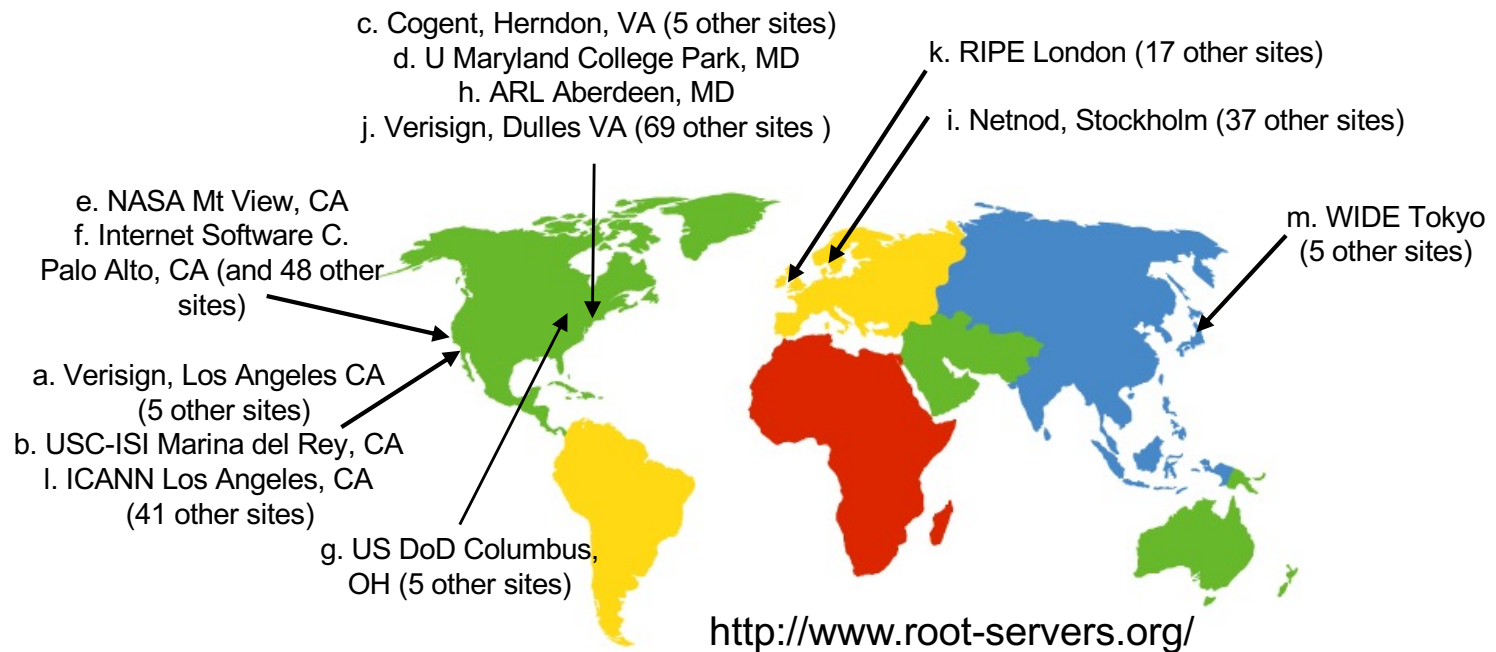 c. Cogent, Herndon, VA (5 other sites)
d. U Maryland College Park, MD
h. ARL Aberdeen, MD
j. Verisign, Dulles VA (69 other sites )
k. RIPE London (17 other sites)
i. Netnod, Stockholm (37 other sites)
e. NASA Mt View, CA
f. Internet Software C.
Palo Alto, CA (and 48 other
sites)
m. WIDE Tokyo
(5 other sites)
a. Verisign, Los Angeles CA
(5 other sites)
b. USC-ISI Marina del Rey, CA
l. ICANN Los Angeles, CA
(41 other sites)
g. US DoD Columbus,
OH (5 other sites)
http://www.root-servers.org/